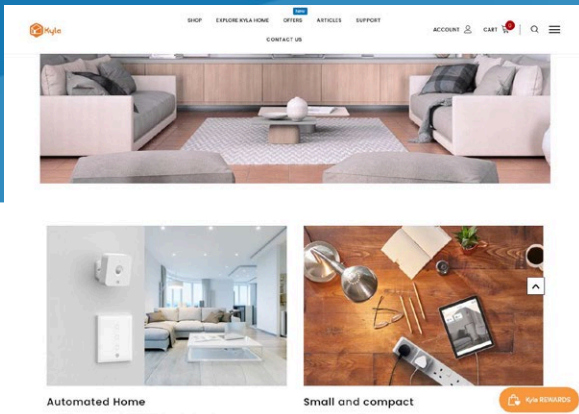 Kyla
New
SHOP EXPLORE KYLA HOME OFFERS ARTICLES SUPPORT
CONTACT US
ACCOUNT CART 0
Automated Home
Small and compact
Kyla REWARDS